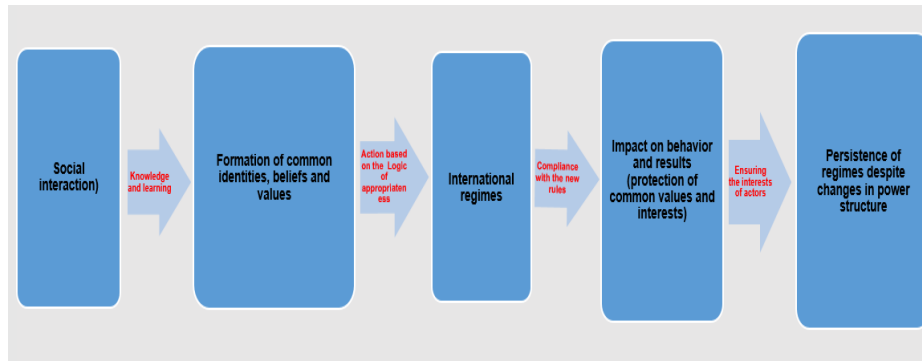 Social
interaction)
Knowledge
and learning
Formation of common
identities, beliefs and
values
Action based
on the Logic
of
appropriaten
ess
International
regimes
Compliance
with the new
rules
Impact on behavior
and results
(protection of
common values and
interests)
Ensuring
the interests
of actors
Persistence of
regimes despite
changes in power
structure